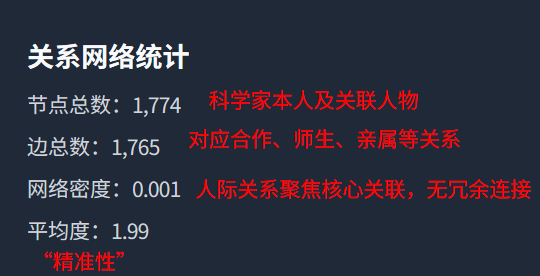 关系网络统计
节点总数：1,774 科学家本人及关联人物
边总数：1,765 对应合作、师生、亲属等关系
网络密度：0.001 人际关系聚焦核心关联，无冗余连接
平均度：1.99
“精准性”